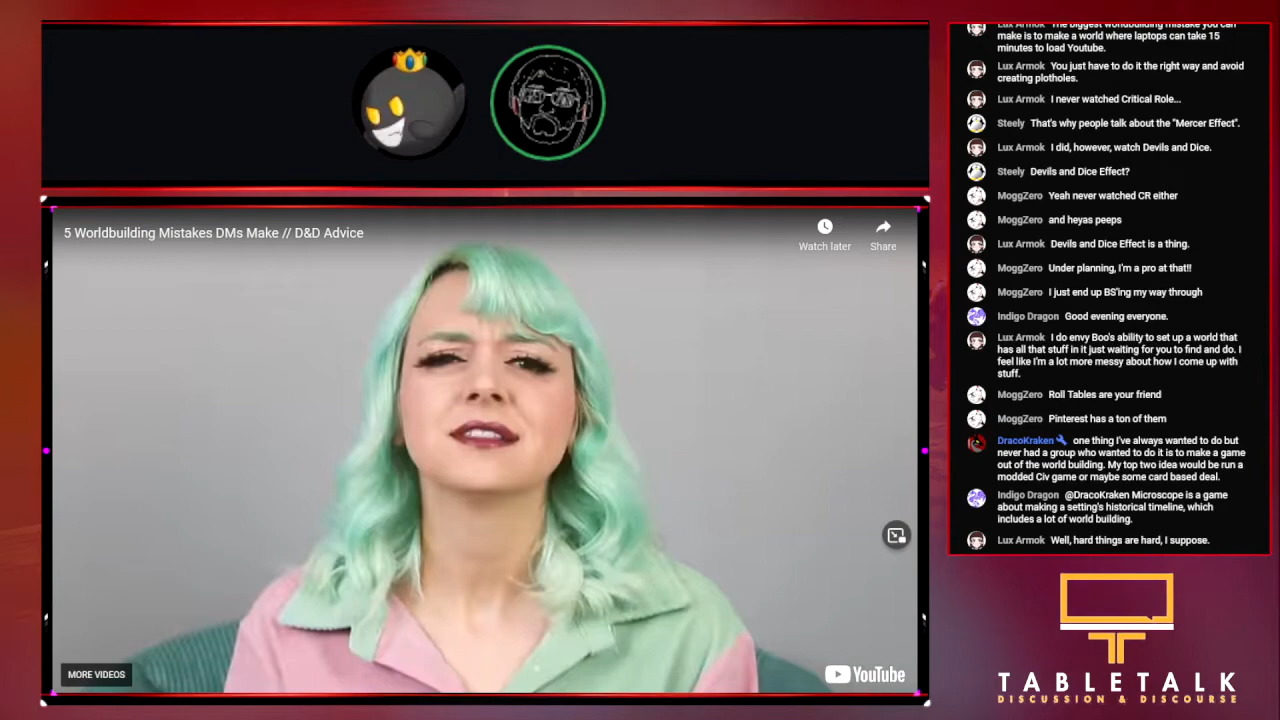 5 Worldbuilding Mistakes DMs Make // D&D Advice
Watch later
Share
MORE VIDEOS
YouTube
Lux Armok The biggest worldbuilding mistake you can
make is to make a world where laptops can take 15
minutes to load Youtube.
Lux Armok You just have to do it the right way and avoid
creating plotholes.
Lux Armok I never watched Critical Role...
Steely That's why people talk about the "Mercer Effect".
Lux Armok I did, however, watch Devils and Dice.
Steely Devils and Dice Effect?
MoggZero Yeah never watched CR either
MoggZero and heyas peeps
Lux Armok Devils and Dice Effect is a thing.
MoggZero Under planning, I'm a pro at that!!
MoggZero I just end up BS'ing my way through
Indigo Dragon Good evening everyone.
Lux Armok I do envy Boo's ability to set up a world that
has all that stuff in it just waiting for you to find and do. I
feel like I'm a lot more messy about how I come up with
stuff.
MoggZero Roll Tables are your friend
MoggZero Pinterest has a ton of them
DracoKraken one thing I've always wanted to do but
never had a group who wanted to do it is to make a game
out of the world building. My top two idea would be run a
modded Civ game or maybe some card based deal.
Indigo Dragon @DracoKraken Microscope is a game
about making a setting's historical timeline, which
includes a lot of world building.
Lux Armok Well, hard things are hard, I suppose.
TABLETALK
DISCUSSION & DISCOURSE